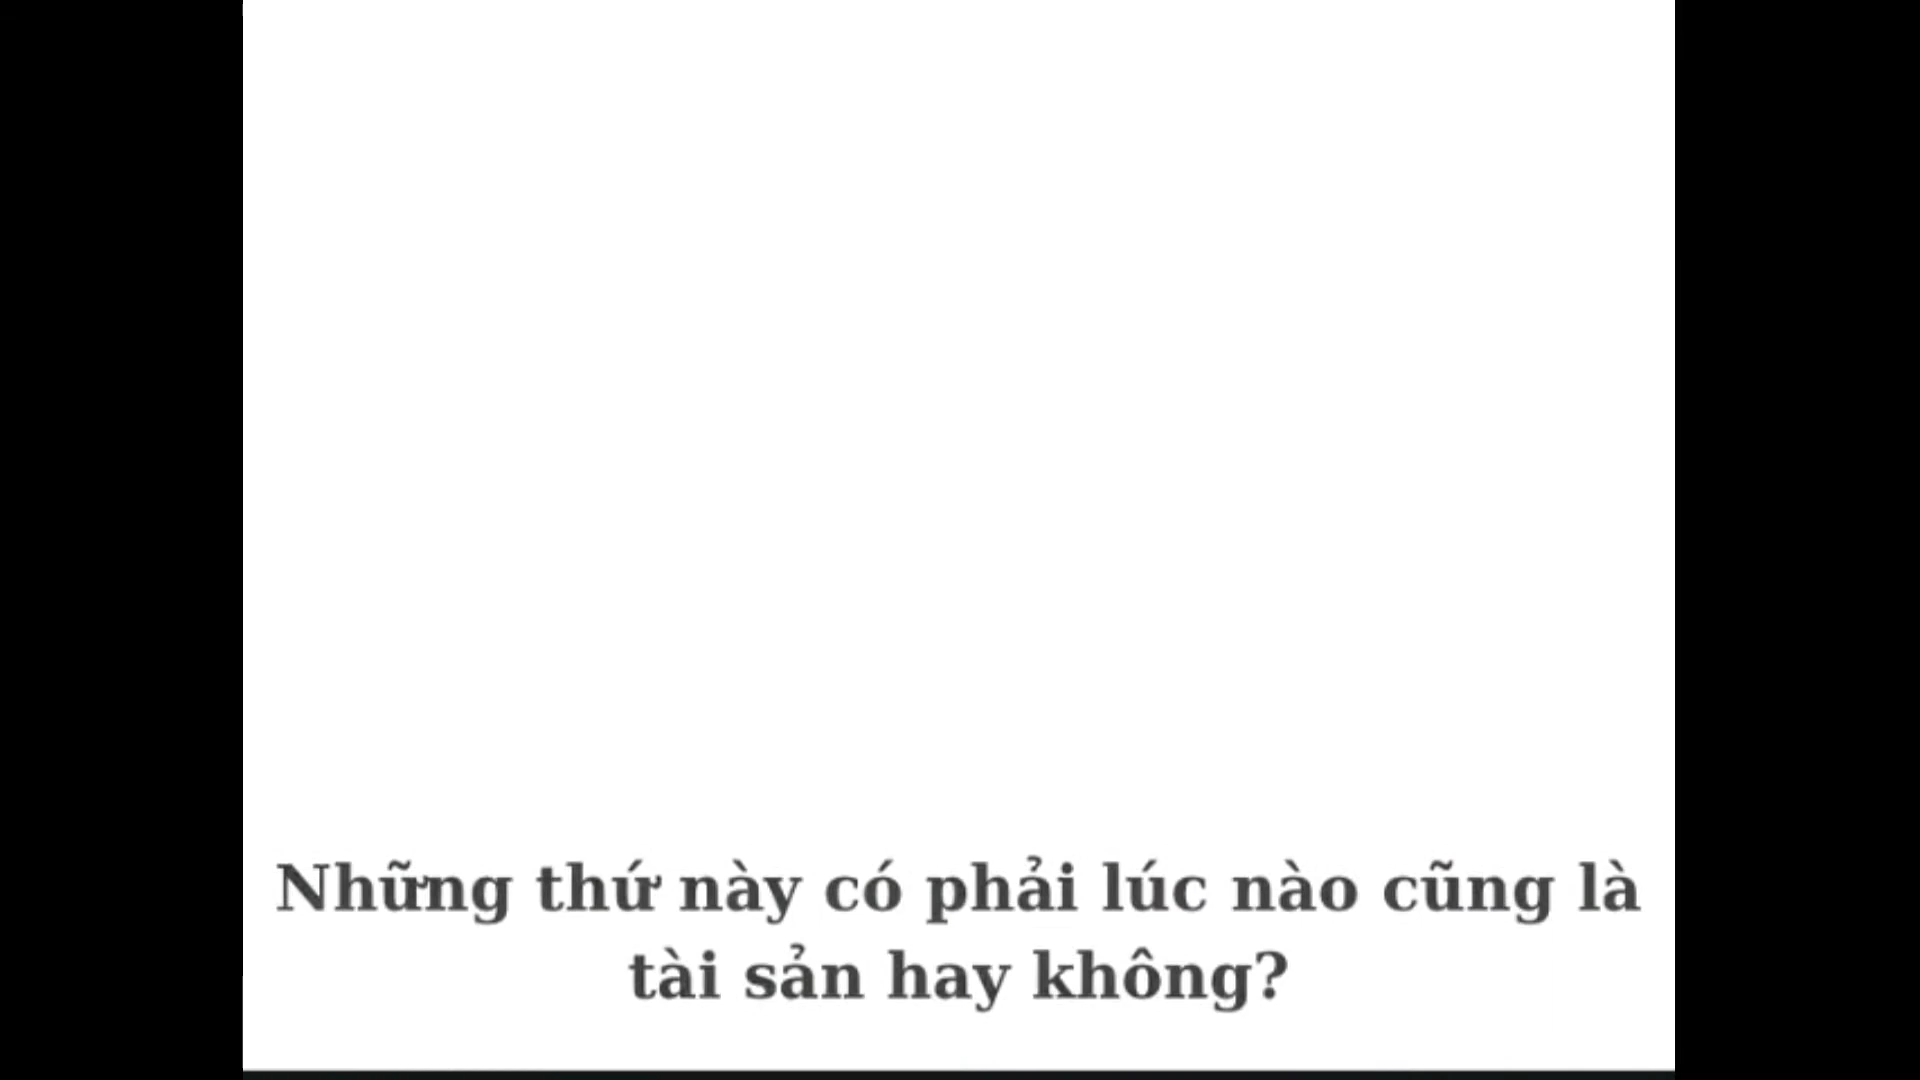 Những thứ này có phải lúc nào cũng là
tài sản hay không?